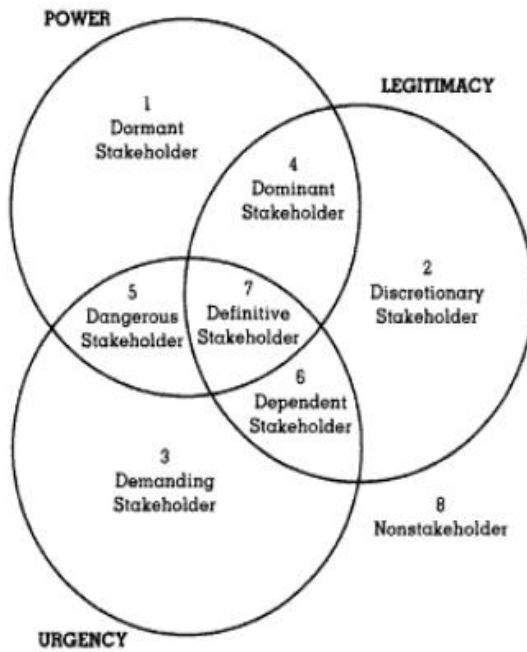 POWER
LEGITIMACY
1
Dormant
Stakeholder
4
Dominant
Stakeholder
2
Discretionary
Stakeholder
5
Dangerous
Stakeholder
7
Definitive
Stakeholder
6
Dependent
Stakeholder
3
Demanding
Stakeholder
8
Nonstakeholder
URGENCY